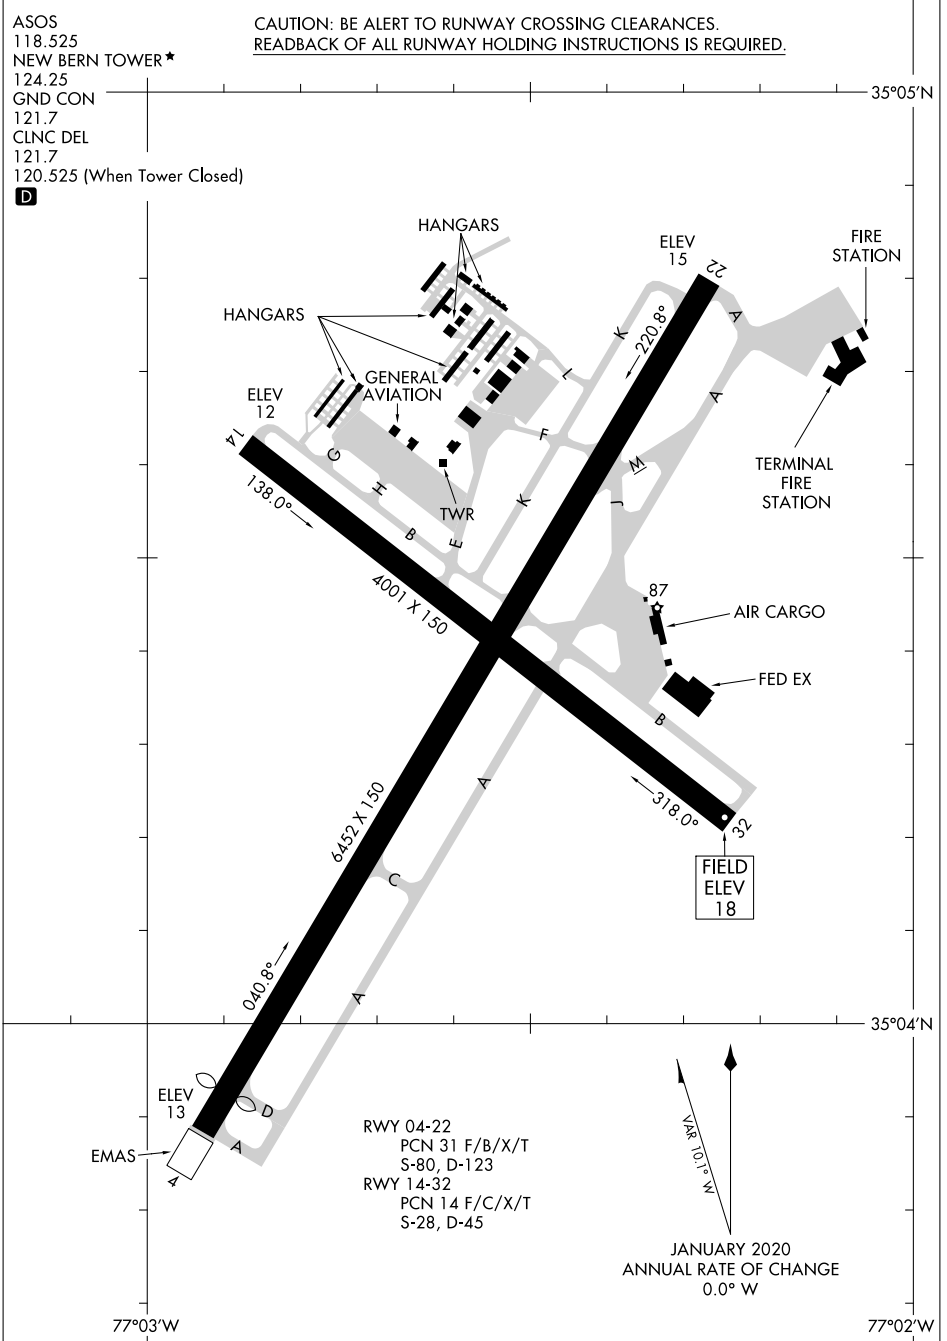 ASOS
118.525
NEW BERN TOWER★
124.25
GND CON
121.7
CLNC DEL
121.7
120.525 (When Tower Closed)
D
CAUTION: BE ALERT TO RUNWAY CROSSING CLEARANCES.
READBACK OF ALL RUNWAY HOLDING INSTRUCTIONS IS REQUIRED.
35°05'N
HANGARS
ELEV
15
22
FIRE
STATION
HANGARS
K
220.8°
A
GENERAL
AVIATION
L
A
ELEV
12
14
F
G
M
TERMINAL
FIRE
STATION
138.0°
H
K
J
TWR
B
E
4001 X 150
87
AIR CARGO
FED EX
B
A
318.0°
32
6452 X 150
FIELD
ELEV
18
C
040.8°
A
35°04'N
ELEV
13
D
A
EMAS
4
RWY 04-22
PCN 31 F/B/X/T
S-80, D-123
RWY 14-32
PCN 14 F/C/X/T
S-28, D-45
VAR 10.1° W
JANUARY 2020
ANNUAL RATE OF CHANGE
0.0° W
77°03'W
77°02'W